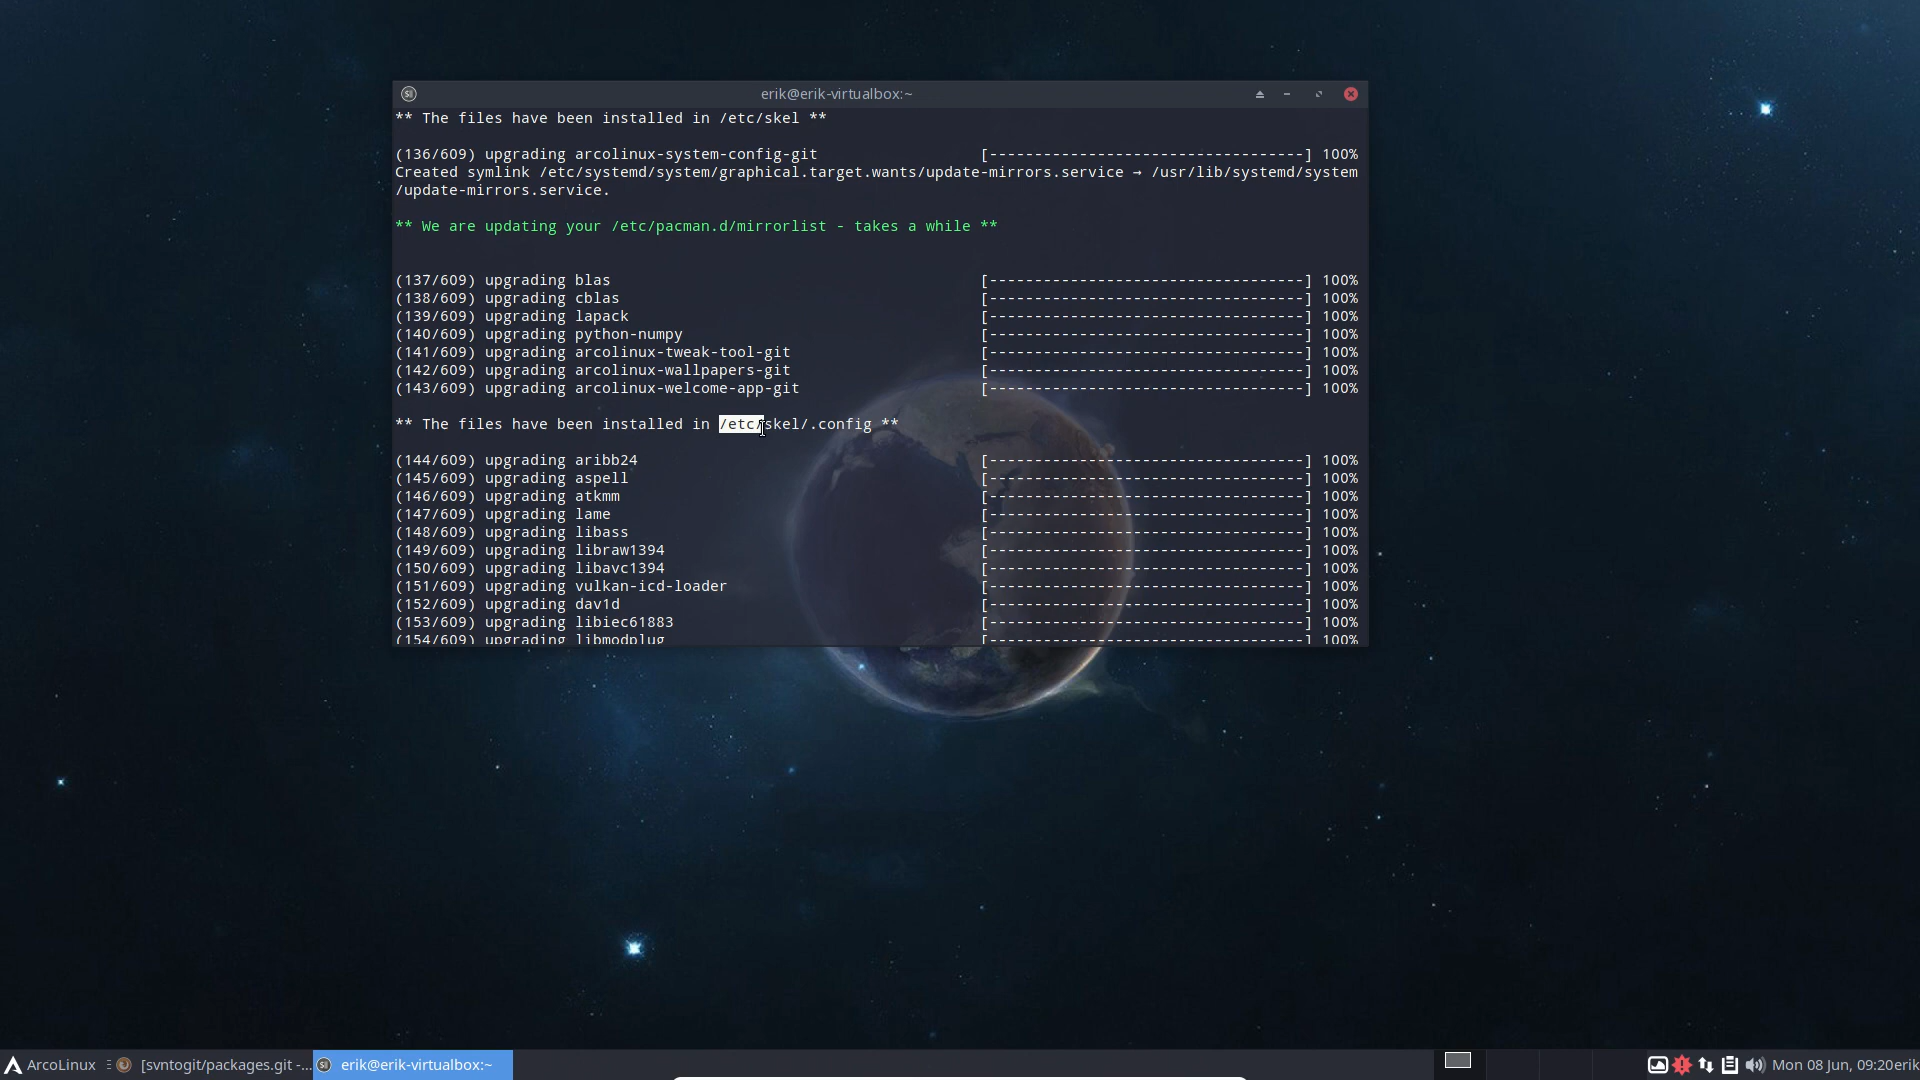 erik@erik-virtualbox:~
** The files have been installed in /etc/skel **
(136/609) upgrading arcolinux-system-config-git [-----------------------------------] 100%
Created symlink /etc/systemd/system/graphical.target.wants/update-mirrors.service → /usr/lib/systemd/system
/update-mirrors.service.
** We are updating your /etc/pacman.d/mirrorlist - takes a while **
(137/609) upgrading blas [-----------------------------------] 100%
(138/609) upgrading cblas [-----------------------------------] 100%
(139/609) upgrading lapack [-----------------------------------] 100%
(140/609) upgrading python-numpy [-----------------------------------] 100%
(141/609) upgrading arcolinux-tweak-tool-git [-----------------------------------] 100%
(142/609) upgrading arcolinux-wallpapers-git [-----------------------------------] 100%
(143/609) upgrading arcolinux-welcome-app-git [-----------------------------------] 100%
** The files have been installed in /etc/skel/.config **
(144/609) upgrading aribb24 [-----------------------------------] 100%
(145/609) upgrading aspell [-----------------------------------] 100%
(146/609) upgrading atkmm [-----------------------------------] 100%
(147/609) upgrading lame [-----------------------------------] 100%
(148/609) upgrading libass [-----------------------------------] 100%
(149/609) upgrading libraw1394 [-----------------------------------] 100%
(150/609) upgrading libavc1394 [-----------------------------------] 100%
(151/609) upgrading vulkan-icd-loader [-----------------------------------] 100%
(152/609) upgrading dav1d [-----------------------------------] 100%
(153/609) upgrading libiec61883 [-----------------------------------] 100%
(154/609) upgrading libmodplug [-----------------------------------] 100%
ArcoLinux [svntogit/packages.git -... erik@erik-virtualbox:~ Mon 08 Jun, 09:20 erik